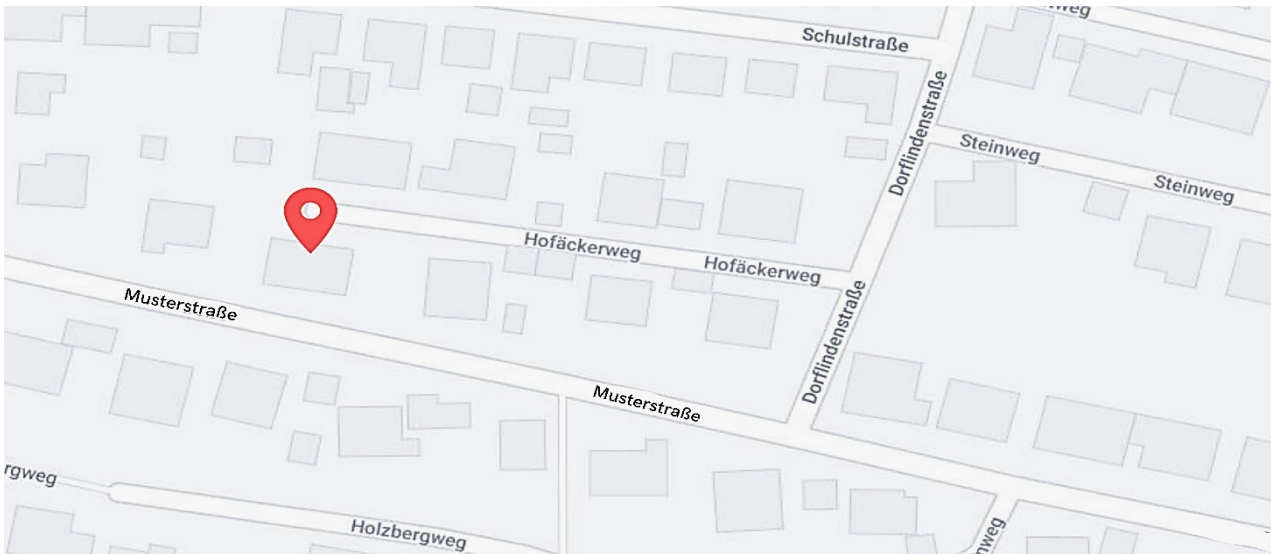 Schulstraße
Dorflindenstraße
Steinweg
Steinweg
Hofäckerweg
Hofäckerweg
Musterstraße
Dorflindenstraße
Musterstraße
rgweg
Holzbergweg